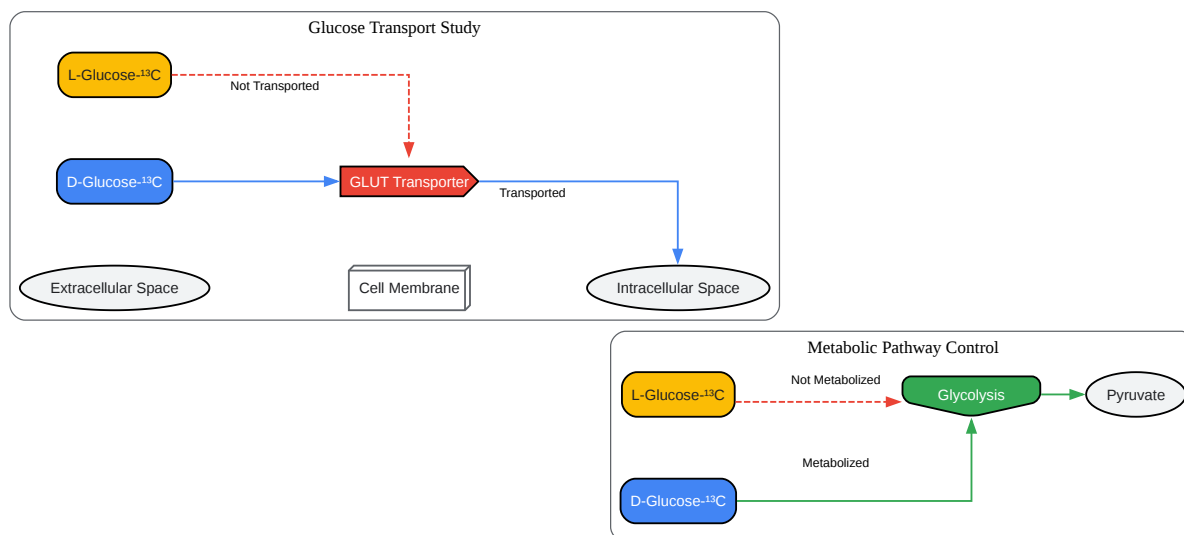 Glucose Transport Study
L-Glucose-¹³C
Not Transported
D-Glucose-¹³C
GLUT Transporter
Transported
Extracellular Space
Cell Membrane
Intracellular Space
Metabolic Pathway Control
L-Glucose-¹³C
Not Metabolized
Glycolysis
Pyruvate
Metabolized
D-Glucose-¹³C